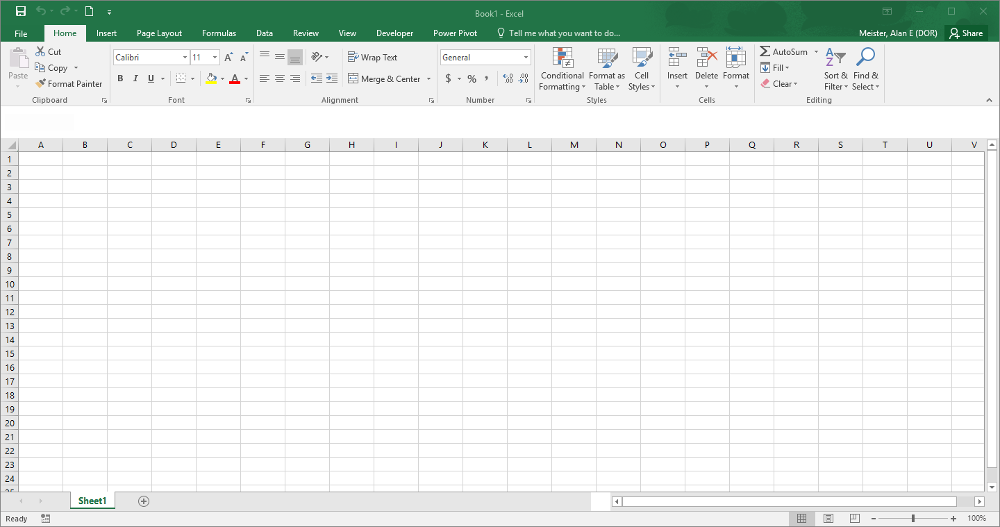 Book1 - Excel
File Home Insert Page Layout Formulas Data Review View Developer Power Pivot Tell me what you want to do... Meister, Alan E (DOR) Share
Paste
Cut
Copy
Format Painter
Clipboard
Calibri 11
B I U A
Font
Wrap Text
Merge & Center
Alignment
General
$ % ,
Number
Conditional
Formatting
Format as
Table
Cell
Styles
Styles
Insert
Delete
Format
Cells
AutoSum
Fill
Clear
Sort &
Filter
Find &
Select
Editing
A B C D E F G H I J K L M N O P Q R S T U V
1
2
3
4
5
6
7
8
9
10
11
12
13
14
15
16
17
18
19
20
21
22
23
24
25
Sheet1
Ready 100%